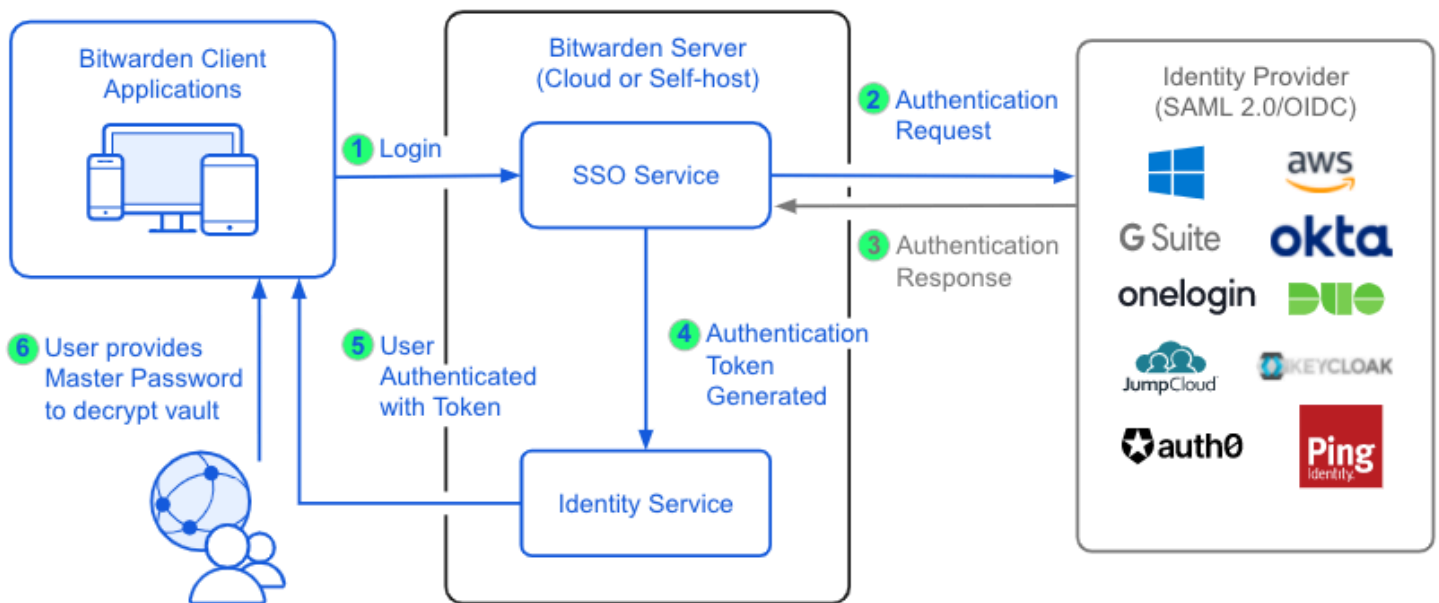 Bitwarden Client
Applications
Bitwarden Server
(Cloud or Self-host)
Identity Provider
(SAML 2.0/OIDC)
1 Login
SSO Service
2 Authentication
Request
3 Authentication
Response
aws
G Suite
okta
onelogin
DUO
JumpCloud
KEYCLOAK
auth0
Ping
Identity.
4 Authentication
Token
Generated
5 User
Authenticated
with Token
6 User provides
Master Password
to decrypt vault
Identity Service